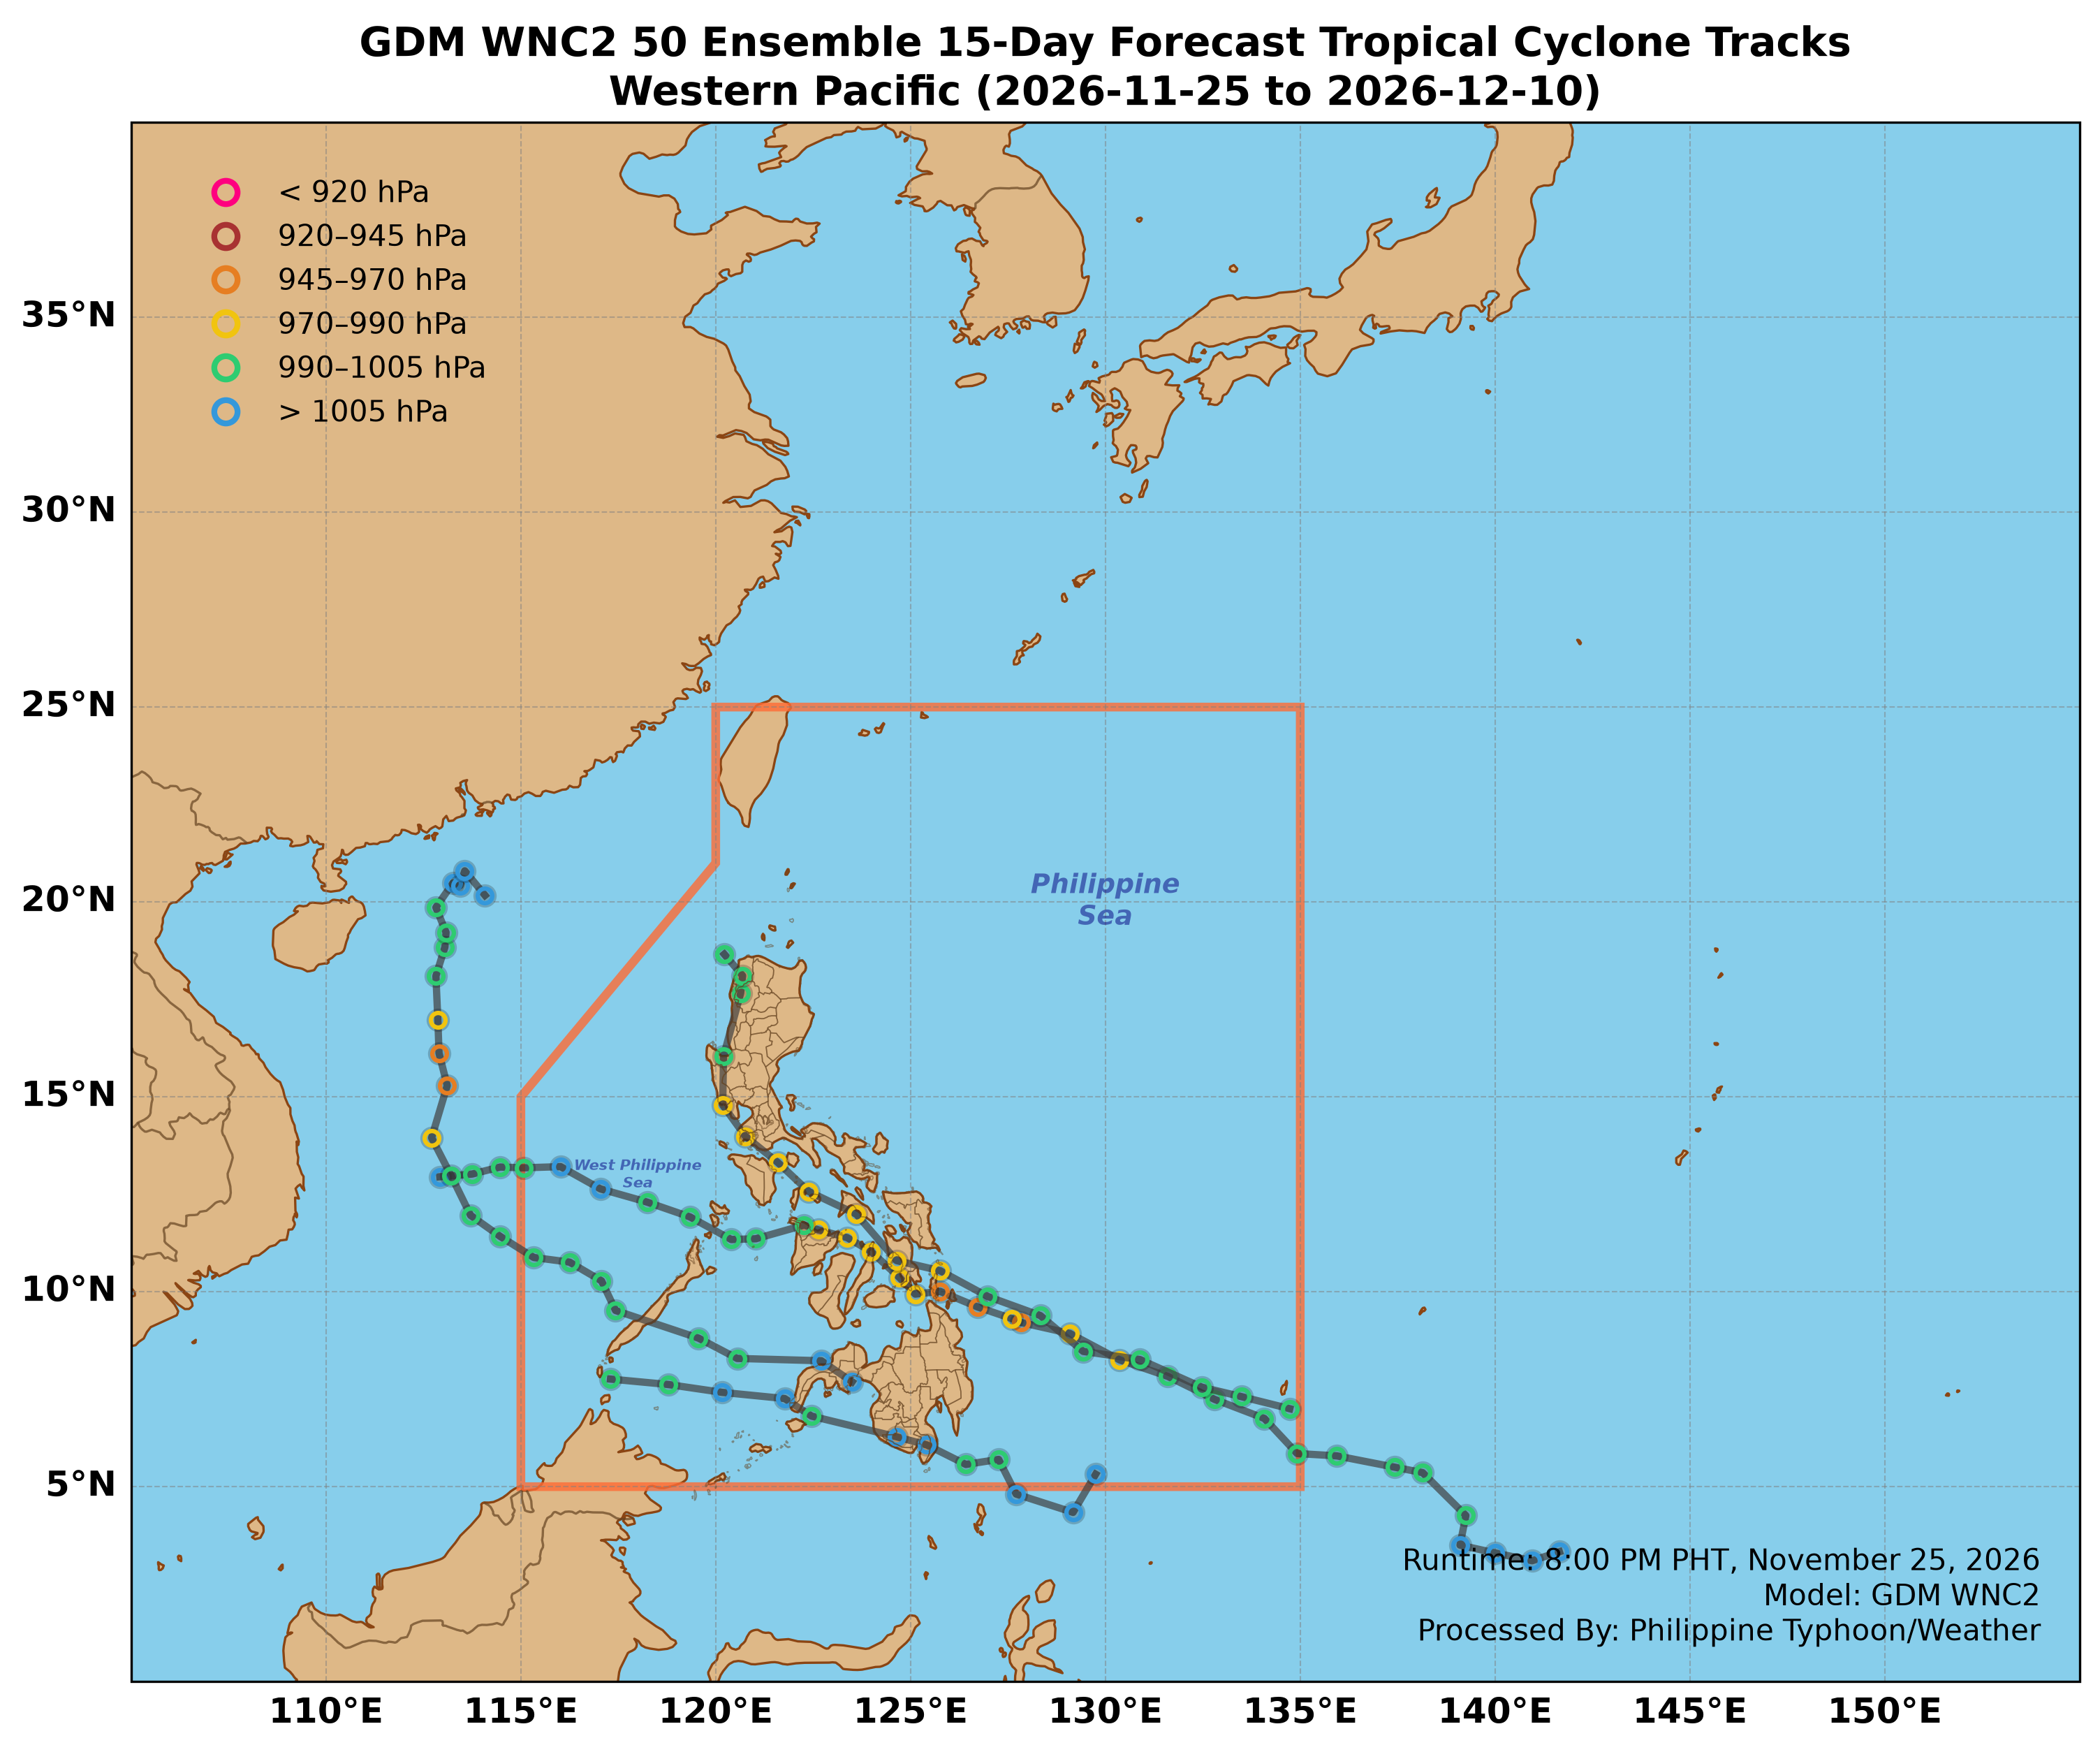 GDM WNC2 50 Ensemble 15-Day Forecast Tropical Cyclone Tracks
Western Pacific (2026-11-25 to 2026-12-10)
< 920 hPa
920–945 hPa
945–970 hPa
970–990 hPa
990–1005 hPa
> 1005 hPa
35°N
30°N
25°N
20°N
15°N
10°N
5°N
Philippine
Sea
West Philippine
Sea
Runtime: 8:00 PM PHT, November 25, 2026
Model: GDM WNC2
Processed By: Philippine Typhoon/Weather
110°E
115°E
120°E
125°E
130°E
135°E
140°E
145°E
150°E